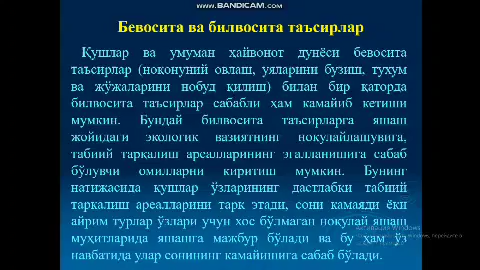 WWW.BANDICAM.COM
Бевосита ва билвосита таъсирлар
Қушлар ва умуман ҳайвонот дунёси бевосита
таъсирлар (ноқонуний овлаш, уяларини бузиш, тухум
ва жўжаларини нобуд қилиш) билан бир қаторда
билвосита таъсирлар сабабли ҳам камайиб кетиши
мумкин. Бундай билвосита таъсирларга яшаш
жойидаги экологик вазиятнинг нокулайлашувига,
табиий тарқалиш ареалларининг эгалланишига сабаб
бўлувчи омилларни киритиш мумкин. Бунинг
натижасида қушлар ўзларининг дастлабки табиий
тарқалиш ареалларини тарк этади, сони камаяди ёки
айрим турлар ўзлари учун хос бўлмаган нокулай яшаш
муҳитларида яшашга мажбур бўлади ва бу ҳам ўз
навбатида улар сонининг камайишига сабаб бўлади.
Активация Windows